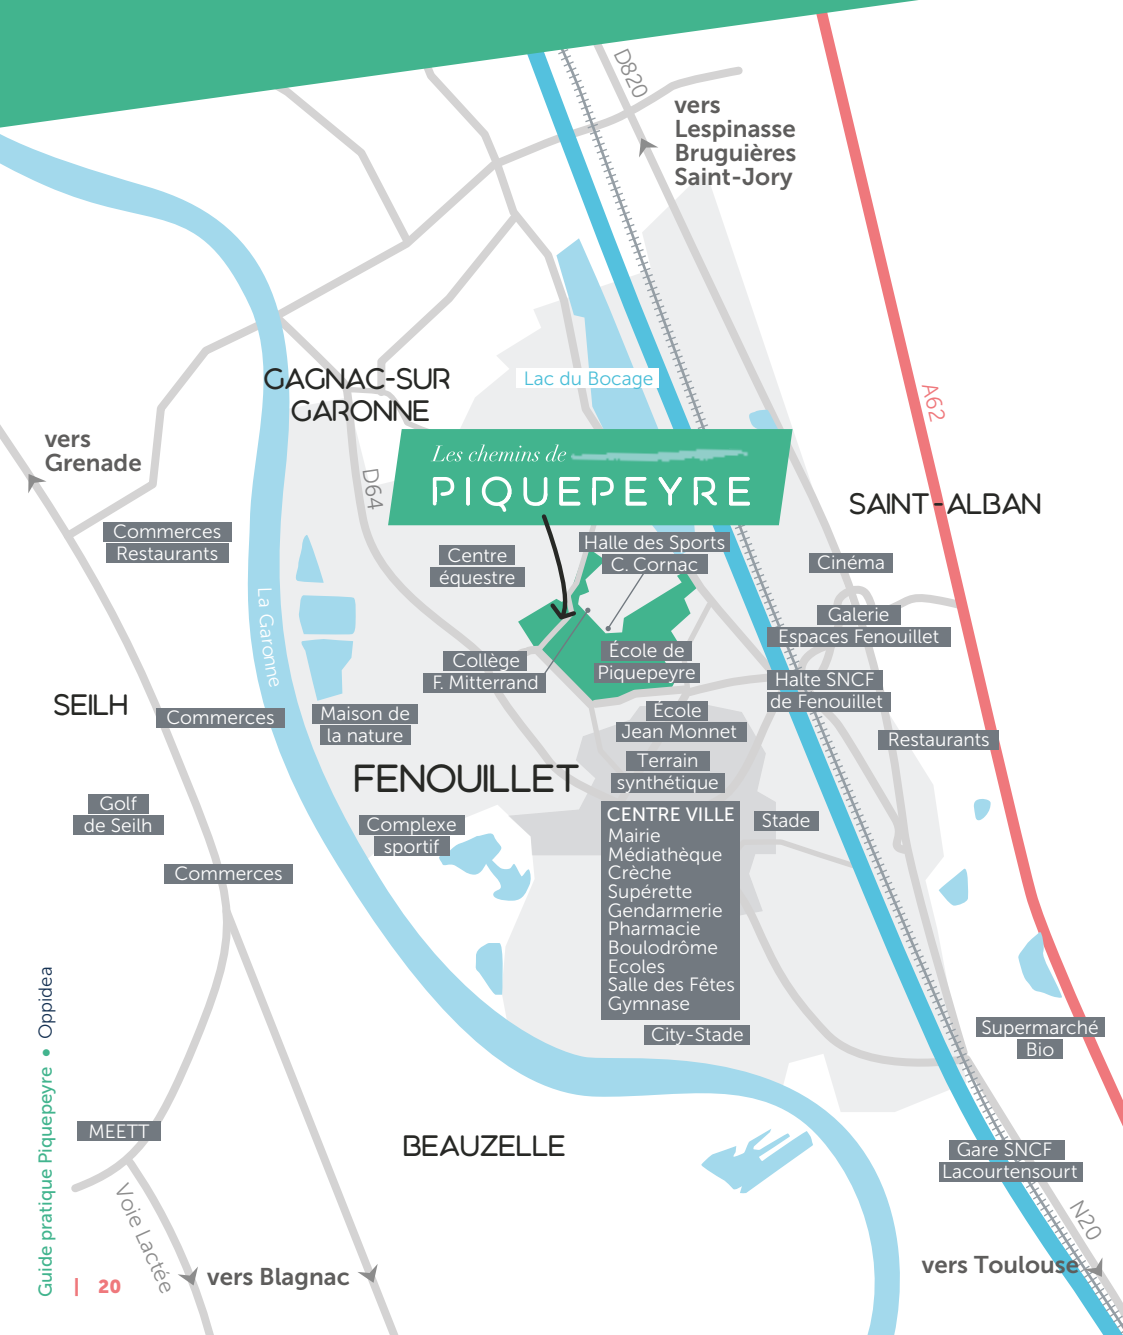 D820
vers
Lespinasse
Bruguières
Saint-Jory
GAGNAC-SUR
GARONNE
Lac du Bocage
A62
vers
Grenade
D64
Les chemins de
PIQUEPEYRE
SAINT-ALBAN
Commerces
Restaurants
Centre
équestre
Halle des Sports
C. Cornac
Cinéma
La Garonne
Galerie
Espaces Fenouillet
Collège
F. Mitterrand
École de
Piquepeyre
Halte SNCF
de Fenouillet
SEILH
Commerces
Maison de
la nature
École
Jean Monnet
Restaurants
FENOUILLET
Terrain
synthétique
Golf
de Seilh
Complexe
sportif
CENTRE VILLE
Mairie
Médiathèque
Crèche
Supérette
Gendarmerie
Pharmacie
Boulodrôme
Ecoles
Salle des Fêtes
Gymnase
Stade
Commerces
City-Stade
Supermarché
Bio
MEETT
BEAUZELLE
Gare SNCF
Lacourtensourt
Voie Lactée
N20
vers Blagnac
vers Toulouse
Guide pratique Piquepeyre • Oppidea
| 20